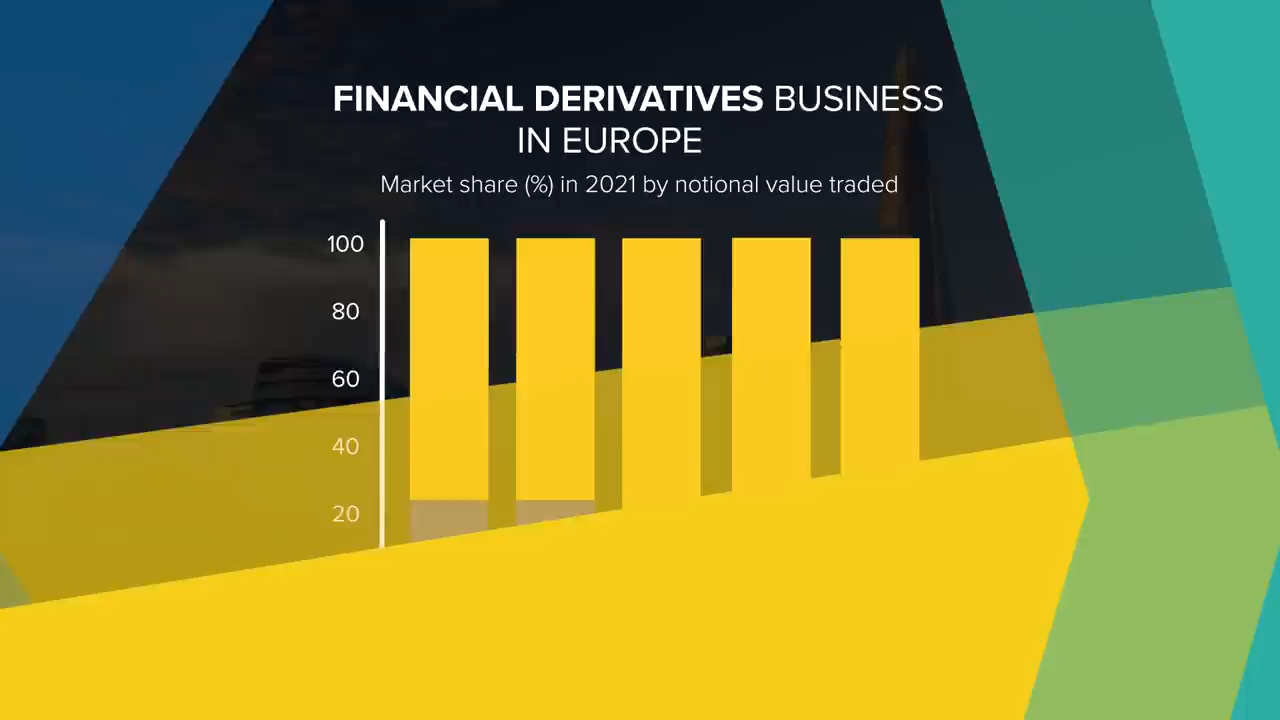 FINANCIAL DERIVATIVES BUSINESS
IN EUROPE
Market share (%) in 2021 by notional value traded
100
80
60
40
20